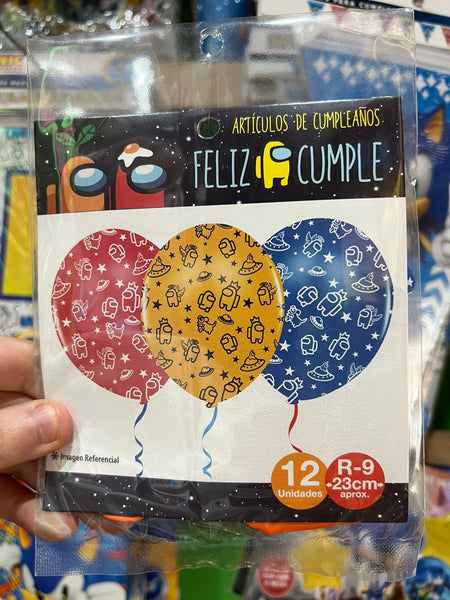 ARTÍCULOS DE CUMPLEAÑOS
FELIZ CUMPLE
* Imagen Referencial
12
Unidades
R-9
23cm
aprox.